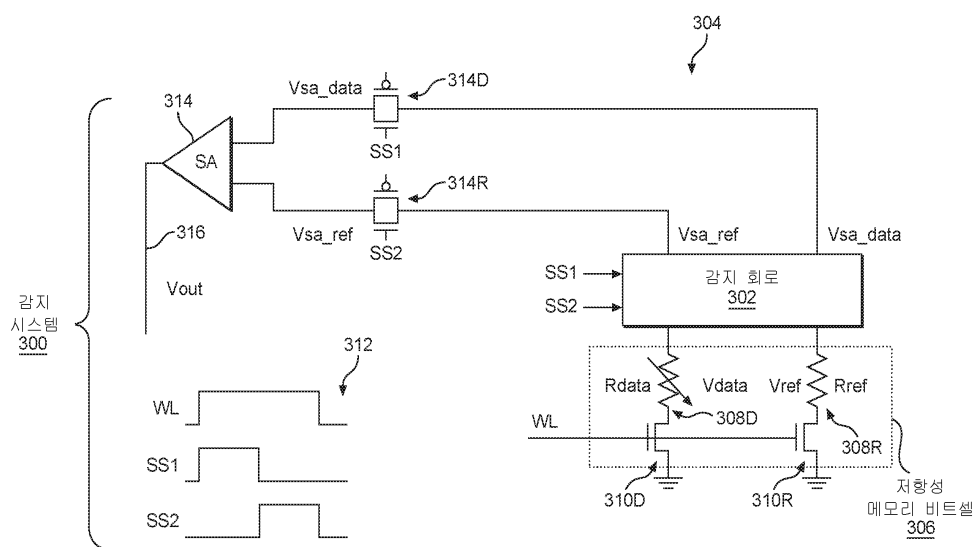 304
Vsa_data
314D
314
SA
SS1
314R
Vsa_ref
SS2
316
Vout
Vsa_ref
Vsa_data
SS1
SS2
감지 회로
302
감지
시스템
300
312
WL
SS1
SS2
Rdata
Vdata
Vref
Rref
308D
308R
WL
310D
310R
저항성
메모리 비트셀
306